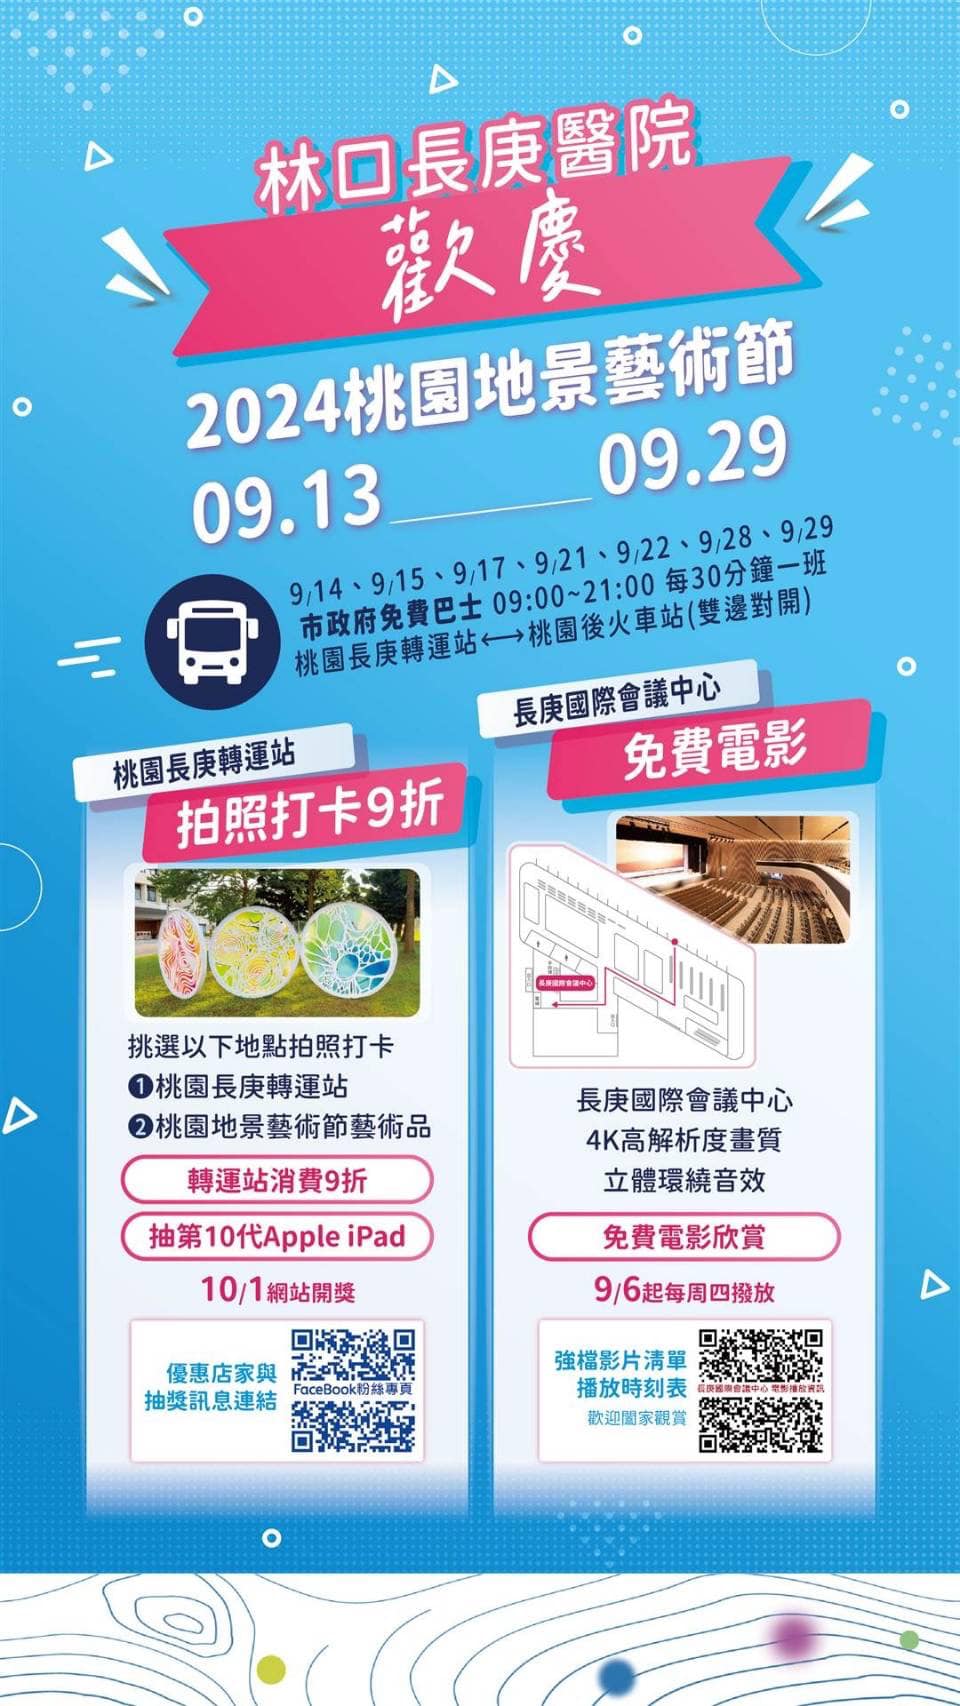 林口長庚醫院
歡慶
2024桃園地景藝術節
09.13 09.29
9/14、9/15、9/17、9/21、9/22、9/28、9/29
市政府免費巴士 09:00~21:00 每30分鐘一班
桃園長庚轉運站⟷桃園後火車站(雙邊對開)
桃園長庚轉運站
拍照打卡9折
挑選以下地點拍照打卡
❶桃園長庚轉運站
❷桃園地景藝術節藝術品
轉運站消費9折
抽第10代Apple iPad
10/1網站開獎
優惠店家與
抽獎訊息連結
FaceBook粉絲專頁
長庚國際會議中心
免費電影
長庚國際會議中心
長庚國際會議中心
4K高解析度畫質
立體環繞音效
免費電影欣賞
9/6起每周四撥放
強檔影片清單
播放時刻表
歡迎闔家觀賞
長庚國際會議中心 電影播放資訊